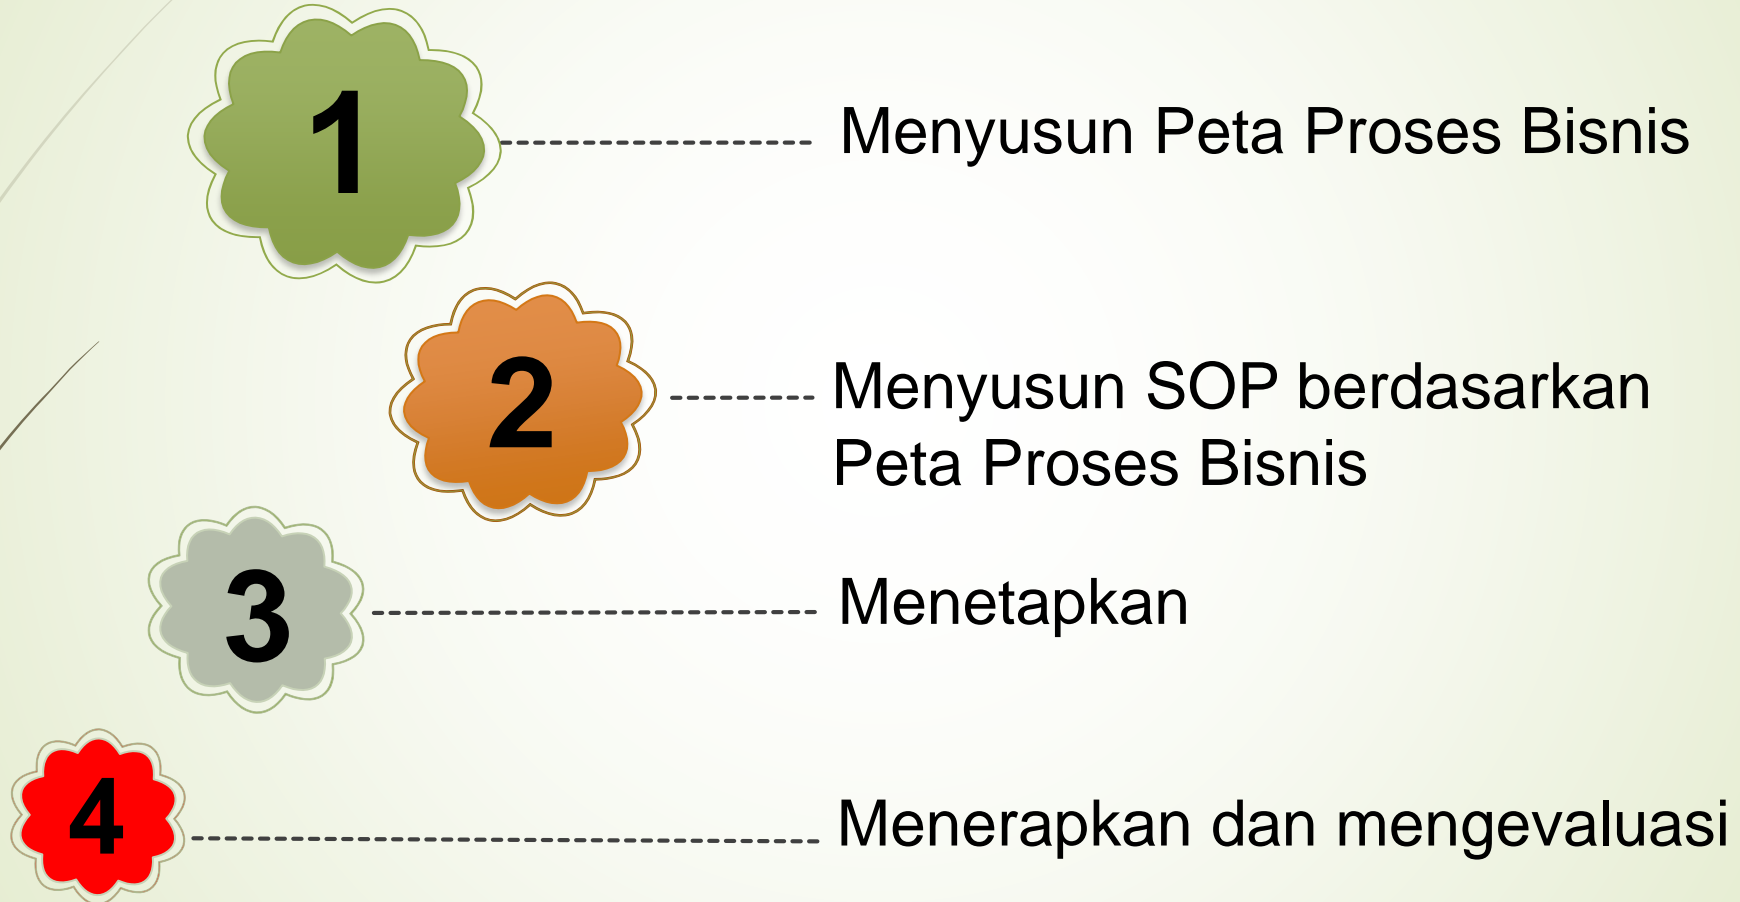 1
Menyusun Peta Proses Bisnis
2
Menyusun SOP berdasarkan
Peta Proses Bisnis
3
Menetapkan
4
Menerapkan dan mengevaluasi